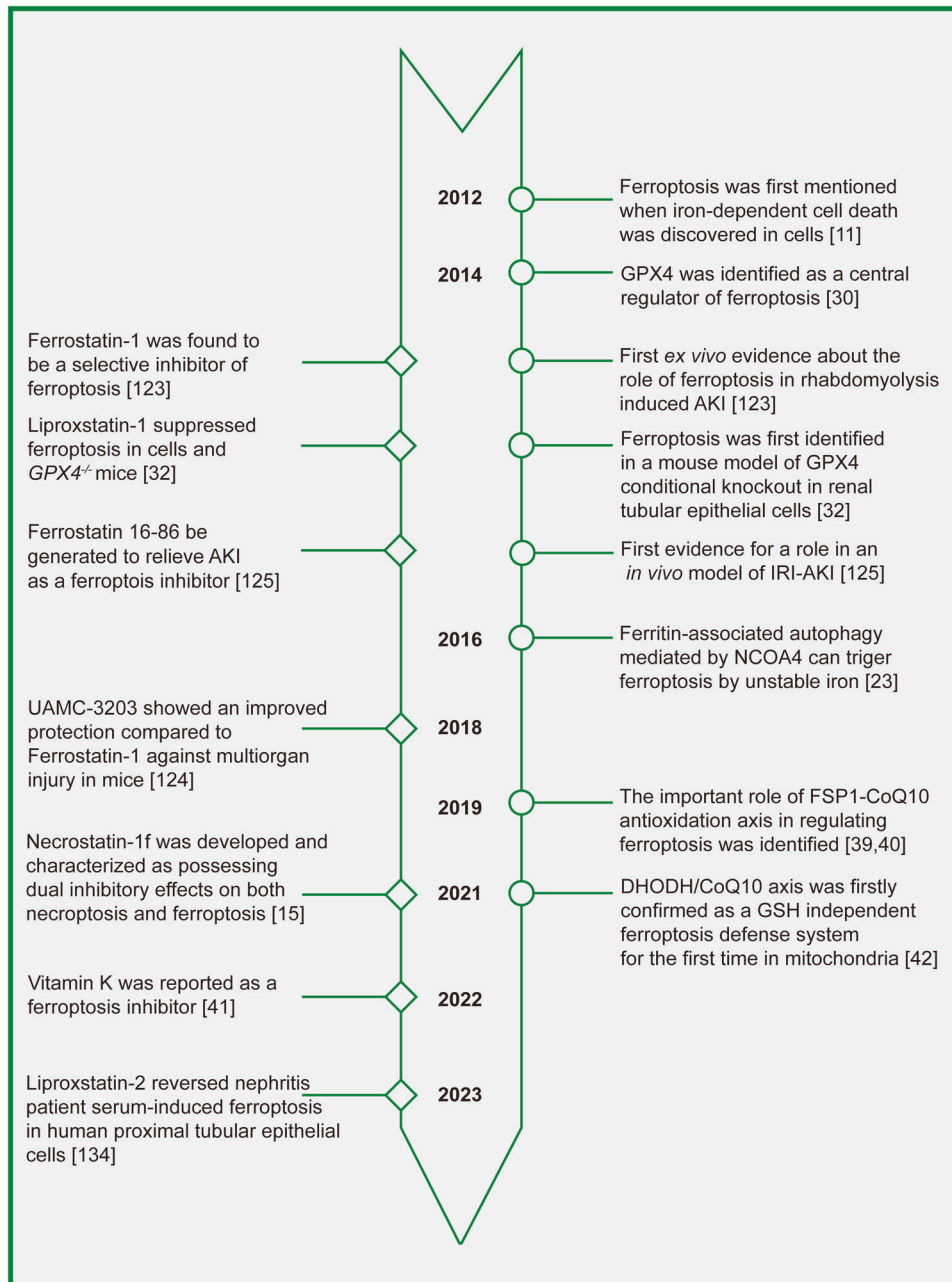 2012
Ferroptosis was first mentioned
when iron-dependent cell death
was discovered in cells [11]
2014
GPX4 was identified as a central
regulator of ferroptosis [30]
Ferrostatin-1 was found to
be a selective inhibitor of
ferroptosis [123]
First ex vivo evidence about the
role of ferroptosis in rhabdomyolysis
induced AKI [123]
Liproxstatin-1 suppressed
ferroptosis in cells and
GPX4-/- mice [32]
Ferroptosis was first identified
in a mouse model of GPX4
conditional knockout in renal
tubular epithelial cells [32]
Ferrostatin 16-86 be
generated to relieve AKI
as a ferroptois inhibitor [125]
First evidence for a role in an
in vivo model of IRI-AKI [125]
2016
Ferritin-associated autophagy
mediated by NCOA4 can triger
ferroptosis by unstable iron [23]
UAMC-3203 showed an improved
protection compared to
Ferrostatin-1 against multiorgan
injury in mice [124]
2018
2019
The important role of FSP1-CoQ10
antioxidation axis in regulating
ferroptosis was identified [39,40]
Necrostatin-1f was developed and
characterized as possessing
dual inhibitory effects on both
necroptosis and ferroptosis [15]
2021
DHODH/CoQ10 axis was firstly
confirmed as a GSH independent
ferroptosis defense system
for the first time in mitochondria [42]
Vitamin K was reported as a
ferroptosis inhibitor [41]
2022
Liproxstatin-2 reversed nephritis
patient serum-induced ferroptosis
in human proximal tubular epithelial
cells [134]
2023